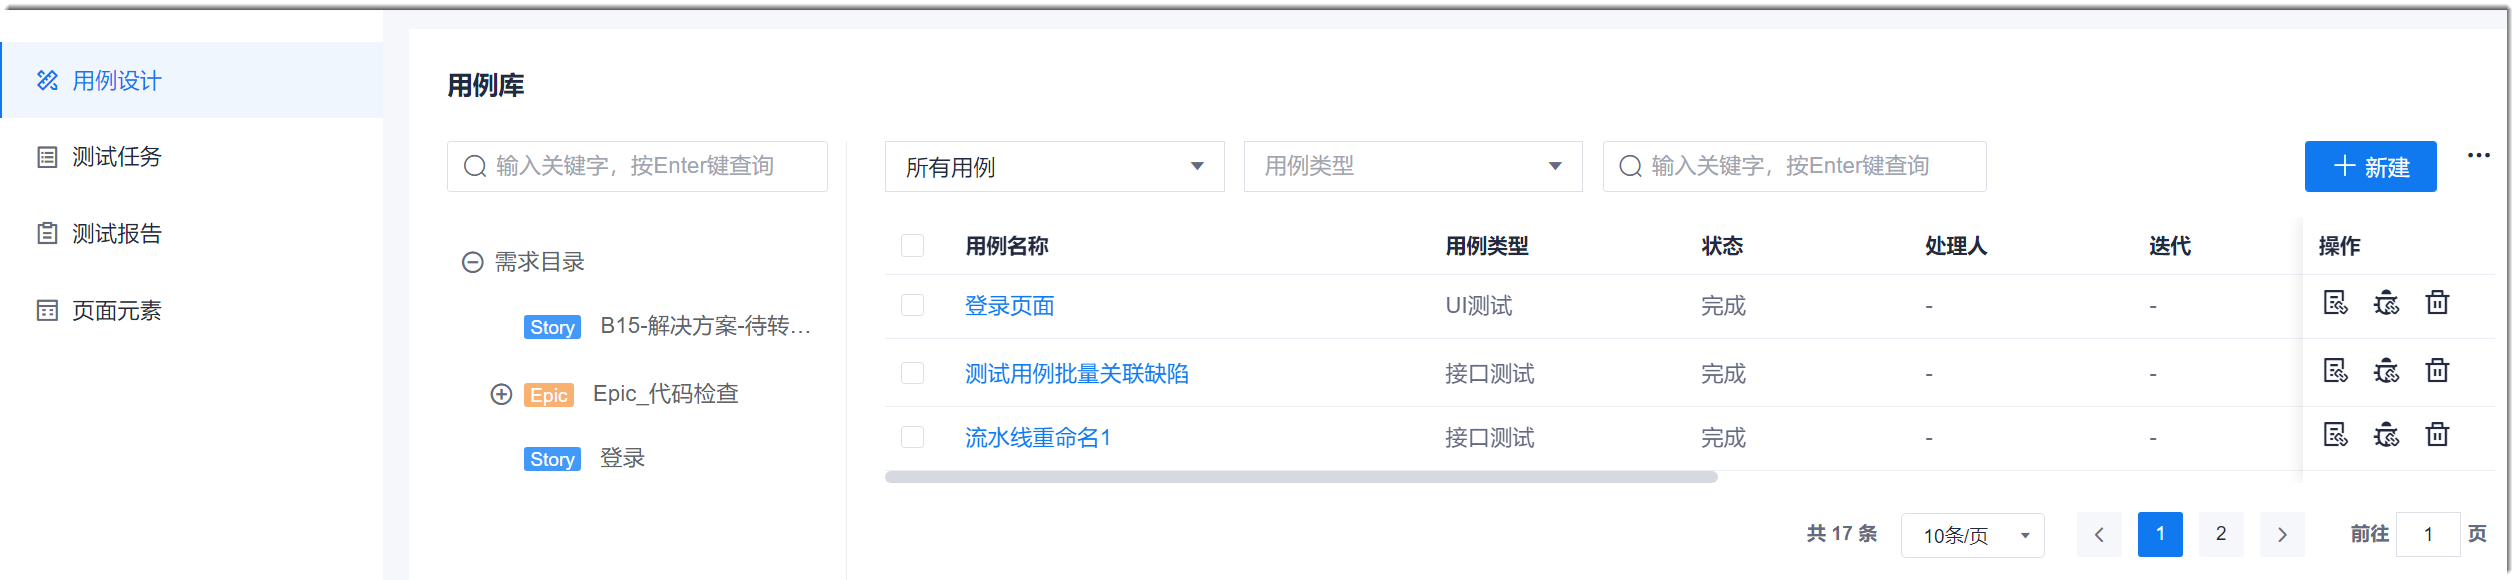 用例设计
测试任务
测试报告
页面元素
用例库
输入关键字，按Enter键查询
需求目录
Story B15-解决方案-待转...
Epic Epic_代码检查
Story 登录
所有用例 用例类型 输入关键字，按Enter键查询 新建
用例名称 用例类型 状态 处理人 迭代 操作
登录页面 UI测试 完成 - -
测试用例批量关联缺陷 接口测试 完成 - -
流水线重命名1 接口测试 完成 - -
共 17 条 10条/页 1 2 前往 1 页